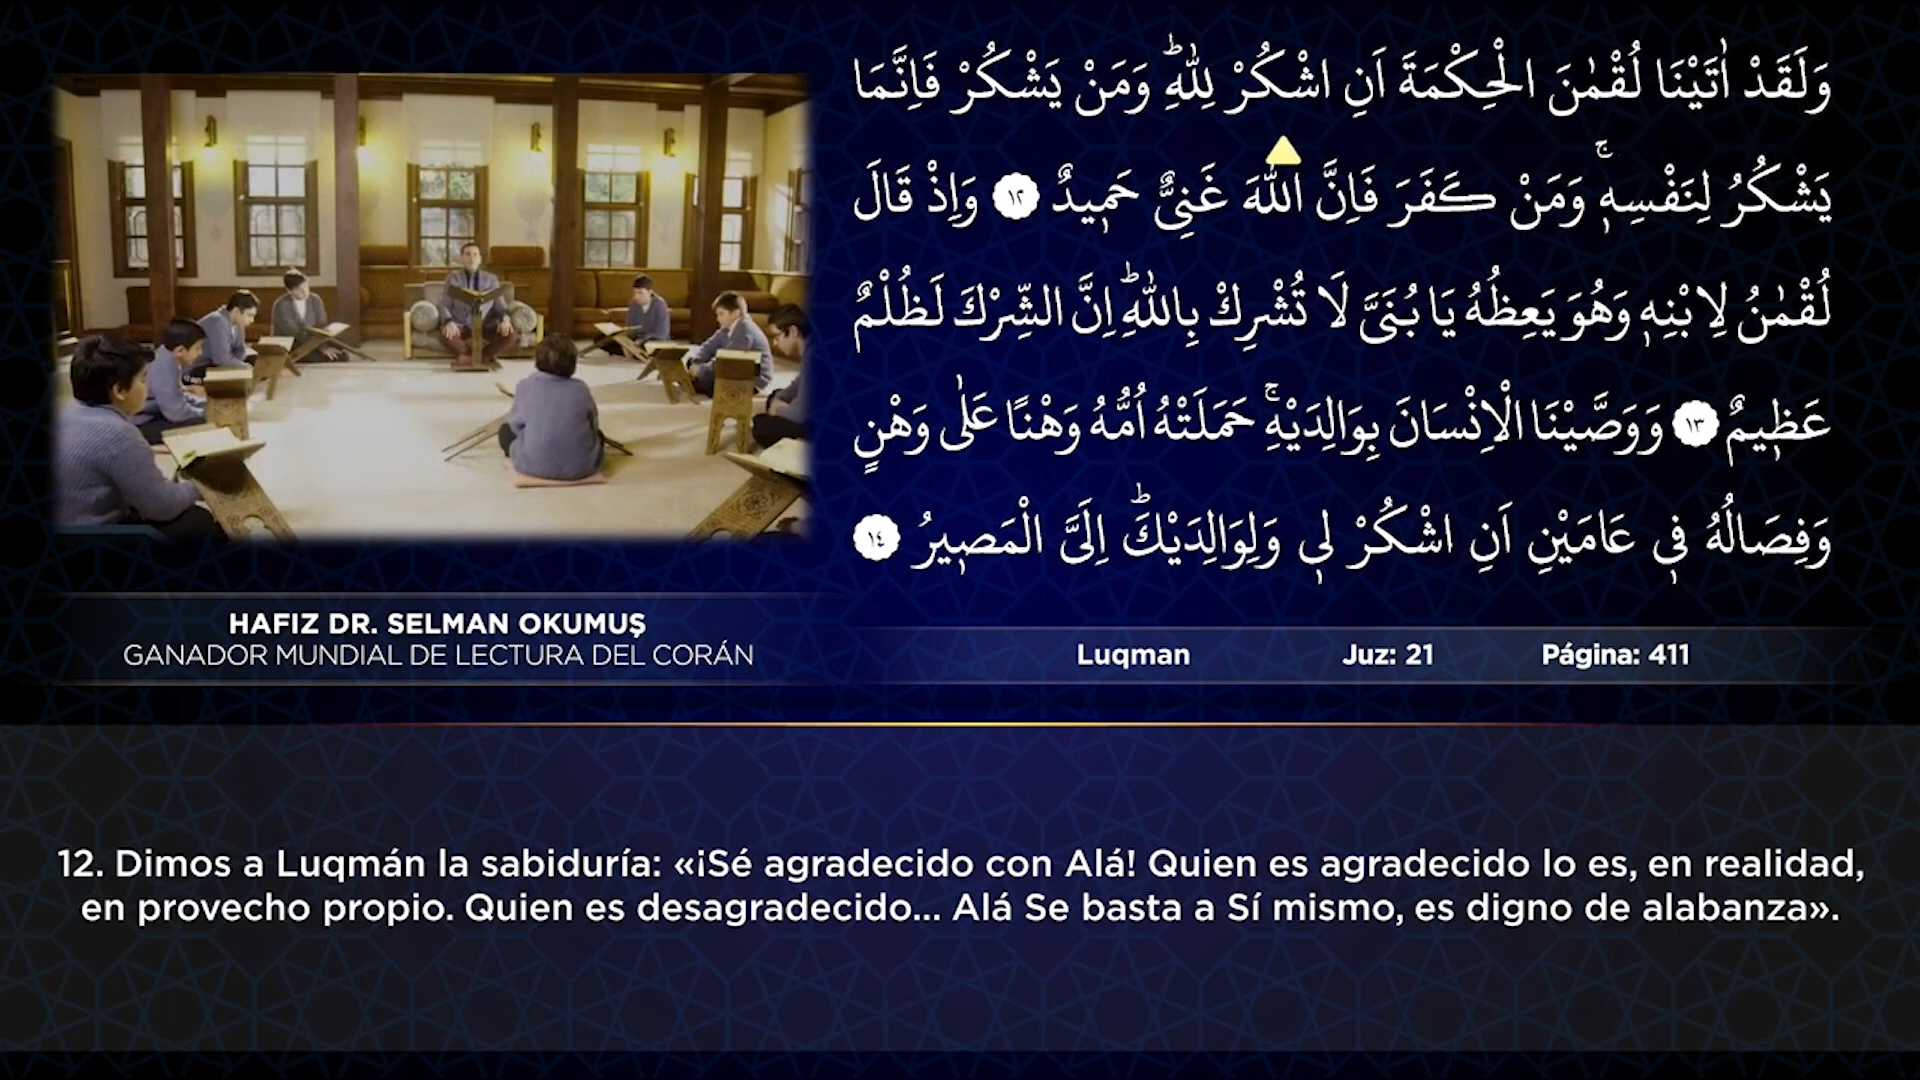 وَلَقَدْ اٰتَيْنَا لُقْمٰنَ الْحِكْمَةَ اَنِ اشْكُرْ لِلّٰهِۜ وَمَنْ يَشْكُرْ فَاِنَّمَا
يَشْكُرُ لِنَفْسِه۪ۚ وَمَنْ كَفَرَ فَاِنَّ اللّٰهَ غَنِيٌّ حَم۪يدٌ ١٢ وَاِذْ قَالَ
لُقْمٰنُ لِابْنِه۪ وَهُوَ يَعِظُهُ يَا بُنَيَّ لَا تُشْرِكْ بِاللّٰهِۜ اِنَّ الشِّرْكَ لَظُلْمٌ
عَظ۪يمٌ ١٣ وَوَصَّيْنَا الْاِنْسَانَ بِوَالِدَيْهِۚ حَمَلَتْهُ اُمُّهُ وَهْنًا عَلٰى وَهْنٍ
وَفِصَالُهُ ف۪ي عَامَيْنِ اَنِ اشْكُرْ ل۪ي وَلِوَالِدَيْكَۜ اِلَيَّ الْمَص۪يرُ ١٤
HAFIZ DR. SELMAN OKUMUŞ
GANADOR MUNDIAL DE LECTURA DEL CORÁN
Luqman Juz: 21 Página: 411
12. Dimos a Luqmán la sabiduría: «¡Sé agradecido con Alá! Quien es agradecido lo es, en realidad,
en provecho propio. Quien es desagradecido... Alá Se basta a Sí mismo, es digno de alabanza».